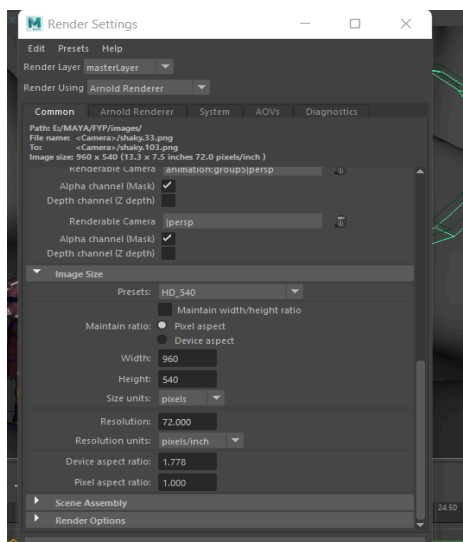 Render Settings
Edit Presets Help
Render Layer masterLayer
Render Using Arnold Renderer
Common Arnold Renderer System AOVs Diagnostics
Path: E:/MAYA/FYP/images/
File name: <Camera>/shaky.33.png
To: <Camera>/shaky.103.png
Image size: 960 x 540 (13.3 x 7.5 inches 72.0 pixels/inch )
Renderable Camera animation:group5|persp
Alpha channel (Mask)
Depth channel (Z depth)
Renderable Camera |persp
Alpha channel (Mask)
Depth channel (Z depth)
Image Size
Presets: HD_540
Maintain width/height ratio
Maintain ratio: Pixel aspect
Device aspect
Width: 960
Height: 540
Size units: pixels
Resolution: 72.000
Resolution units: pixels/inch
Device aspect ratio: 1.778
Pixel aspect ratio: 1.000
Scene Assembly
24.50
Render Options